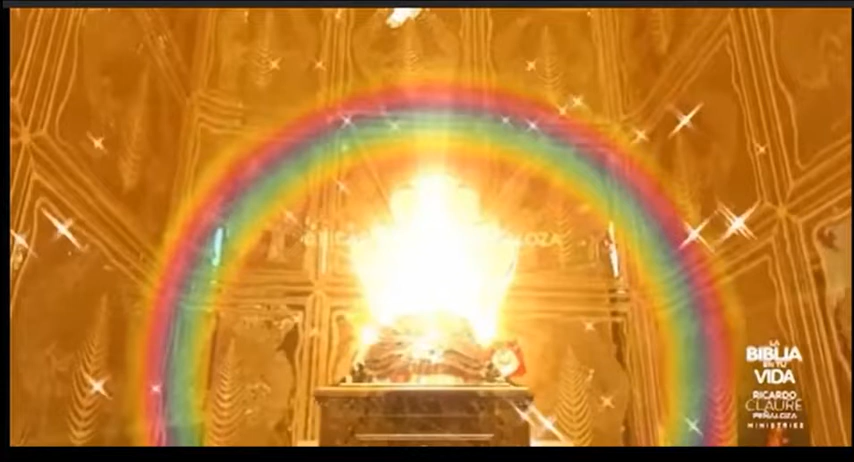 LA
BIBLIA
EN TU
VIDA
RICARDO
CLAURE
PEÑALOZA
MINISTRIES